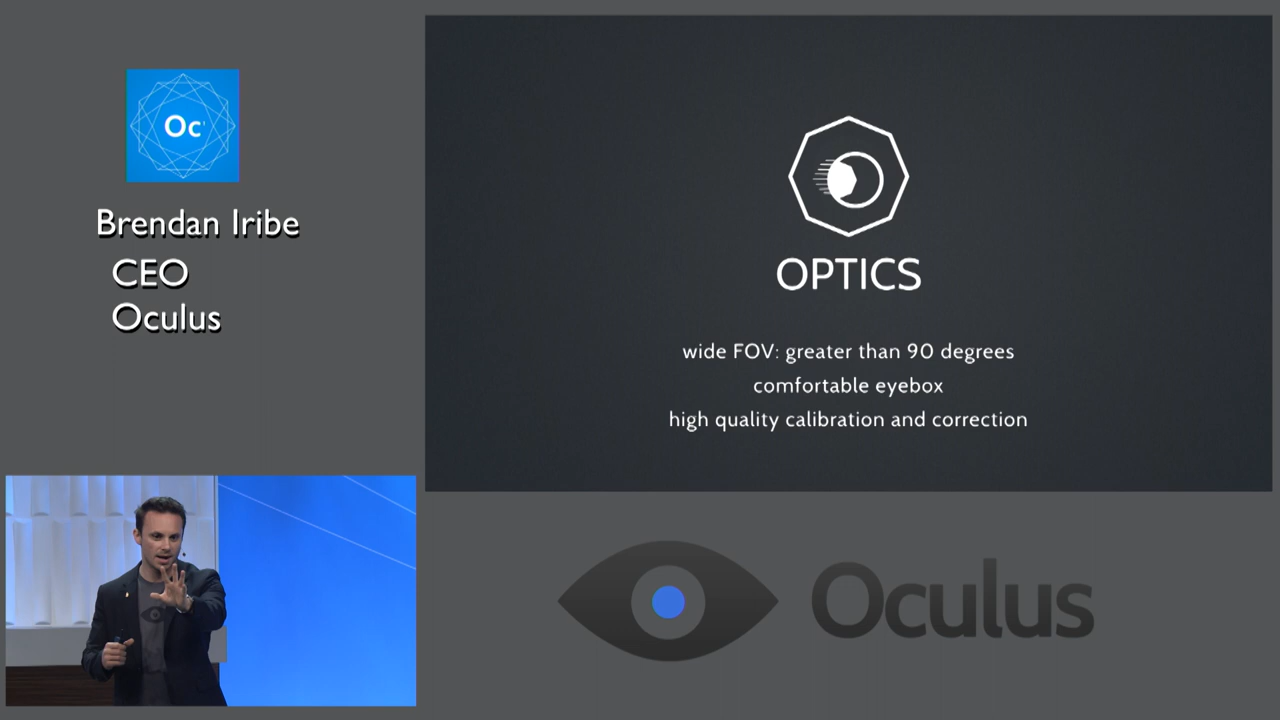 Oc
Brendan Iribe
CEO
Oculus
OPTICS
wide FOV: greater than 90 degrees
comfortable eyebox
high quality calibration and correction
Oculus